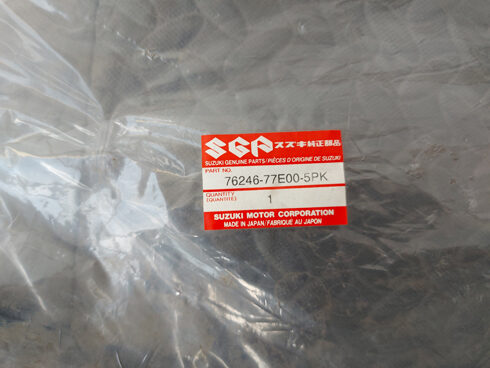 SGP スズキ純正部品
SUZUKI GENUINE PARTS/PIÈCES D'ORIGINE DE SUZUKI
PART NO.
76246-77E00-5PK
QUANTITY
(QUANTITÉ)
1
SUZUKI MOTOR CORPORATION
MADE IN JAPAN/FABRIQUÉ AU JAPON